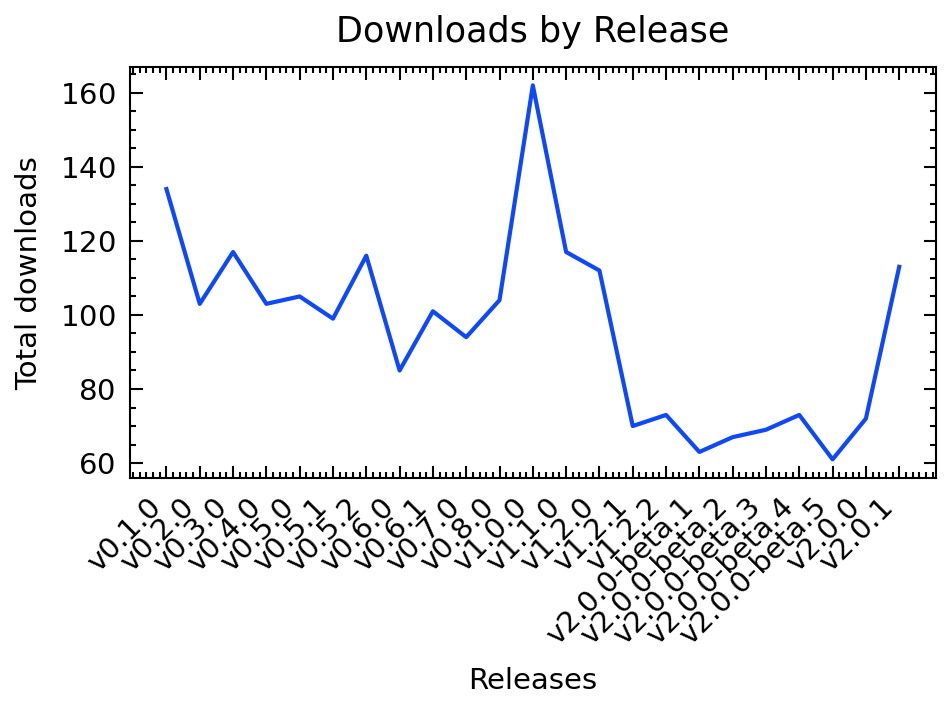 Downloads by Release
Total downloads
160
140
120
100
80
60
v0.1.0
v0.2.0
v0.3.0
v0.4.0
v0.5.0
v0.5.1
v0.5.2
v0.6.0
v0.6.1
v0.7.0
v0.8.0
v1.0.0
v1.1.0
v1.2.0
v1.2.1
v1.2.2
v2.0.0-beta.1
v2.0.0-beta.2
v2.0.0-beta.3
v2.0.0-beta.4
v2.0.0-beta.5
v2.0.0
v2.0.1
Releases